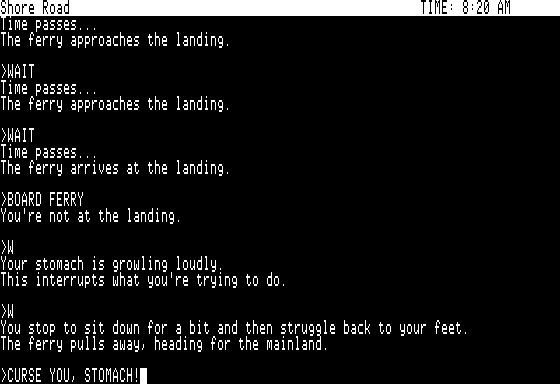 Shore Road TIME: 8:20 AM
Time passes...
The ferry approaches the landing.
>WAIT
Time passes...
The ferry approaches the landing.
>WAIT
Time passes...
The ferry arrives at the landing.
>BOARD FERRY
You're not at the landing.
>W
Your stomach is growling loudly.
This interrupts what you're trying to do.
>W
You stop to sit down for a bit and then struggle back to your feet.
The ferry pulls away, heading for the mainland.
>CURSE YOU, STOMACH!